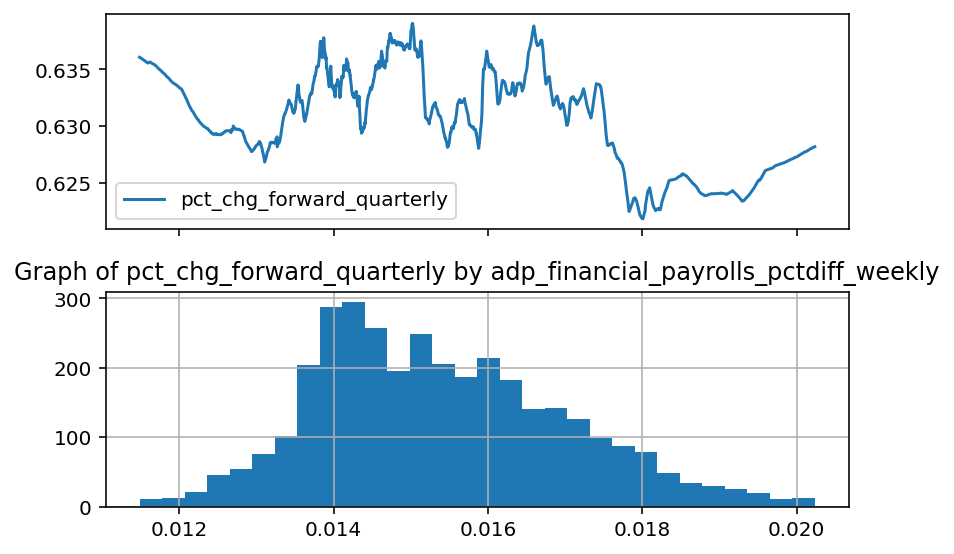 0.635
0.630
0.625
pct_chg_forward_quarterly
Graph of pct_chg_forward_quarterly by adp_financial_payrolls_pctdiff_weekly
300
200
100
0
0.012 0.014 0.016 0.018 0.020